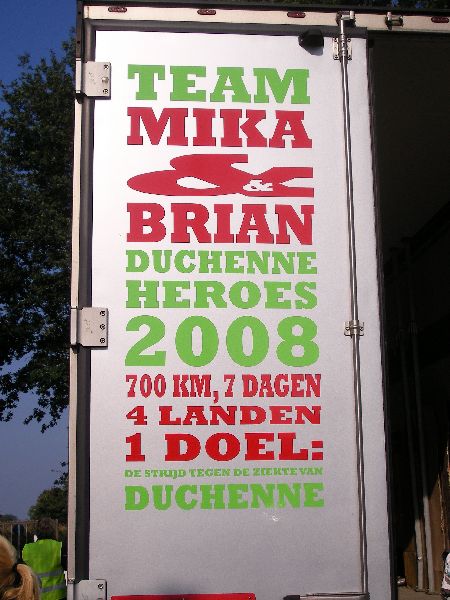 TEAM
MIKA
&
BRIAN
DUCHENNE
HEROES
2008
700 KM, 7 DAGEN
4 LANDEN
1 DOEL:
DE STRIJD TEGEN DE ZIEKTE VAN
DUCHENNE